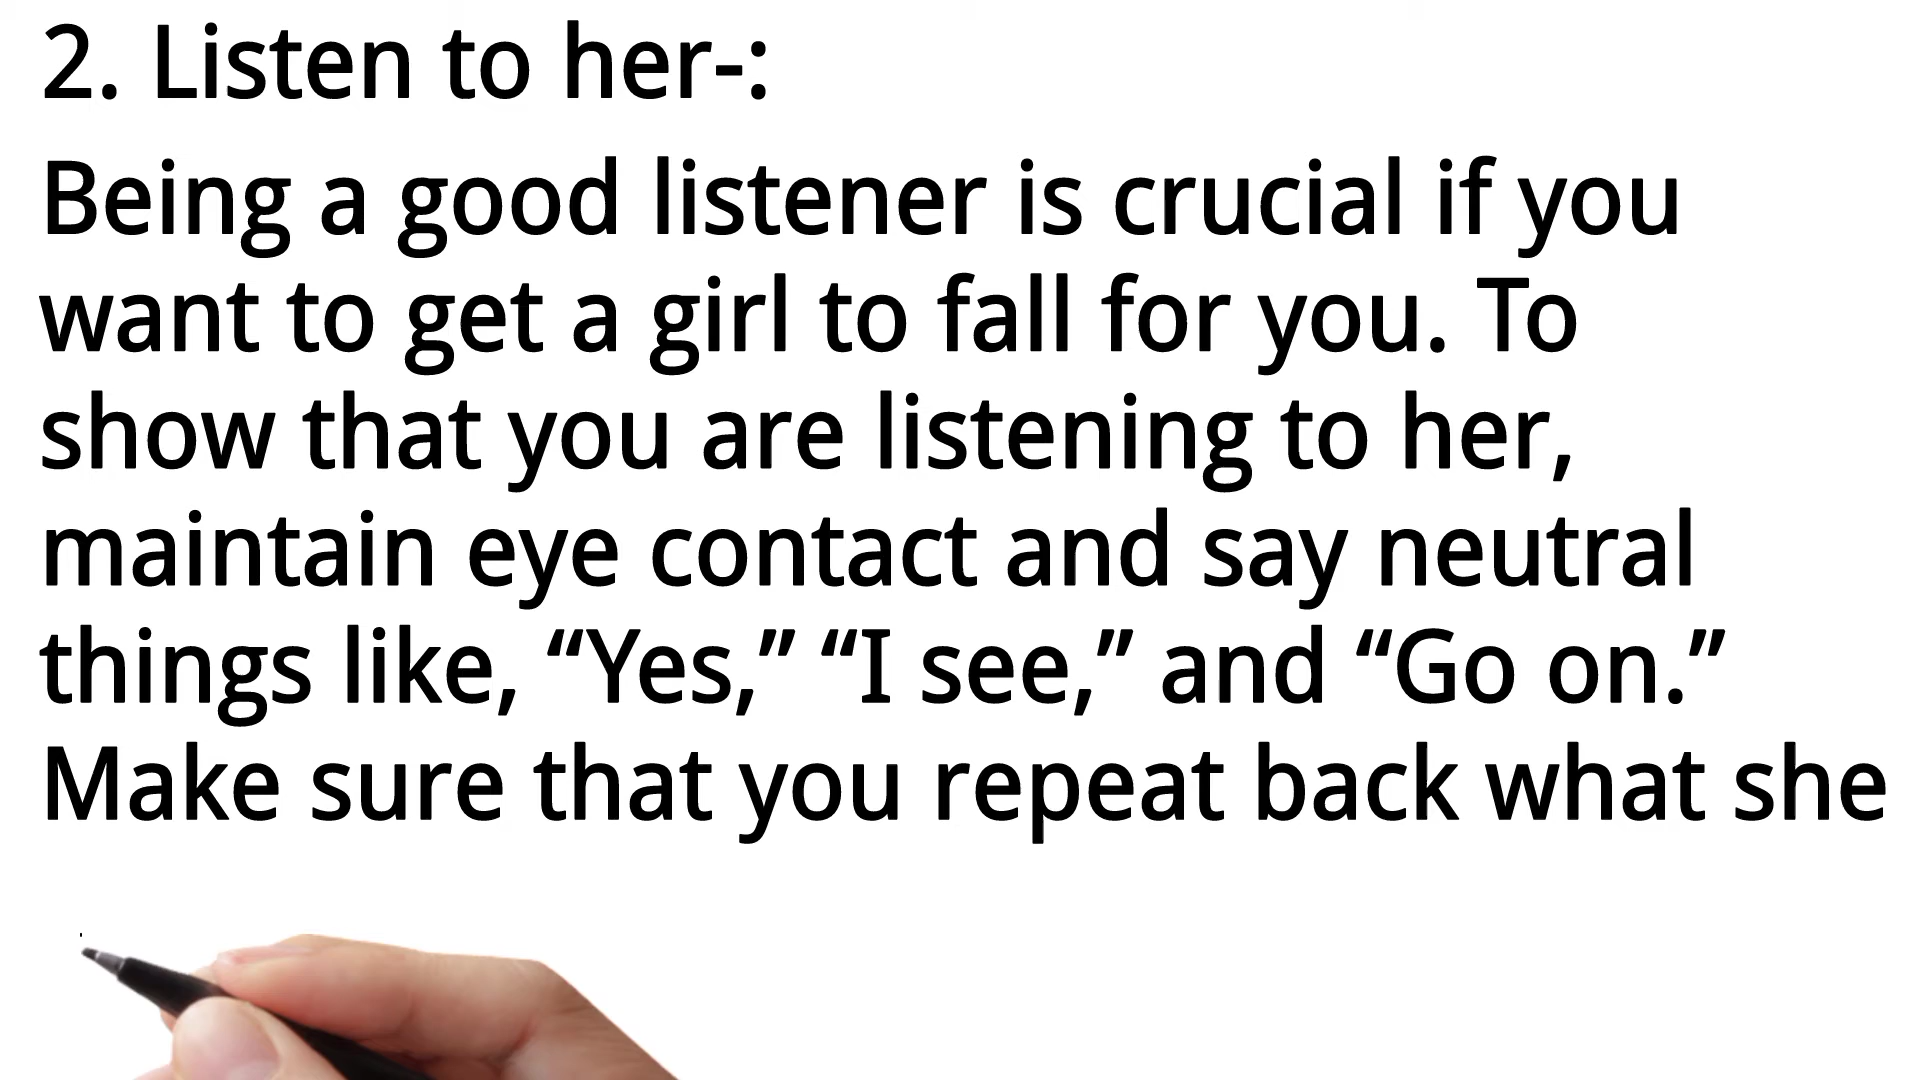 2. Listen to her-:
Being a good listener is crucial if you
want to get a girl to fall for you. To
show that you are listening to her,
maintain eye contact and say neutral
things like, “Yes,” “I see,” and “Go on.”
Make sure that you repeat back what she